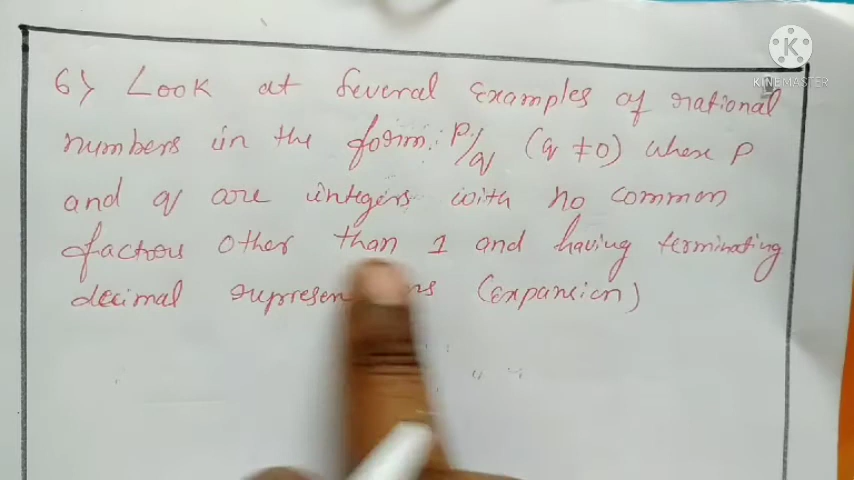 KINEMASTER
6) Look at several examples of rational
numbers in the form: P/q (q ≠ 0) where P
and q are integers with no common
factors other than 1 and having terminating
decimal (expansion)